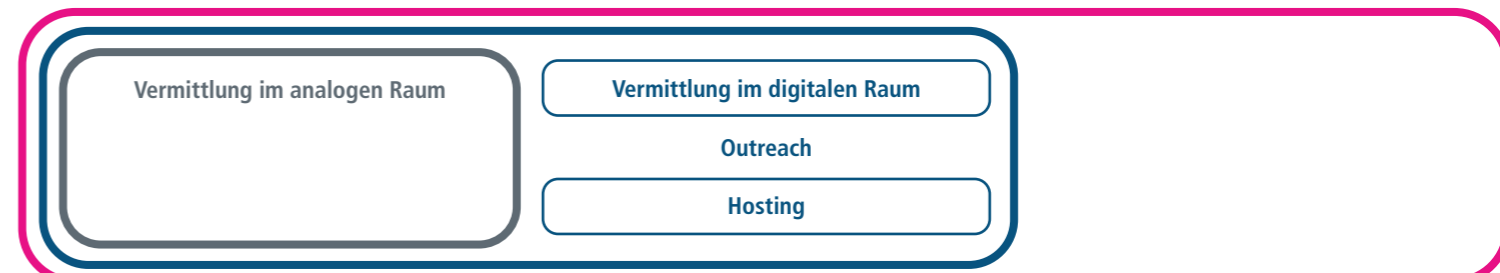 Vermittlung im analogen Raum
Vermittlung im digitalen Raum
Outreach
Hosting